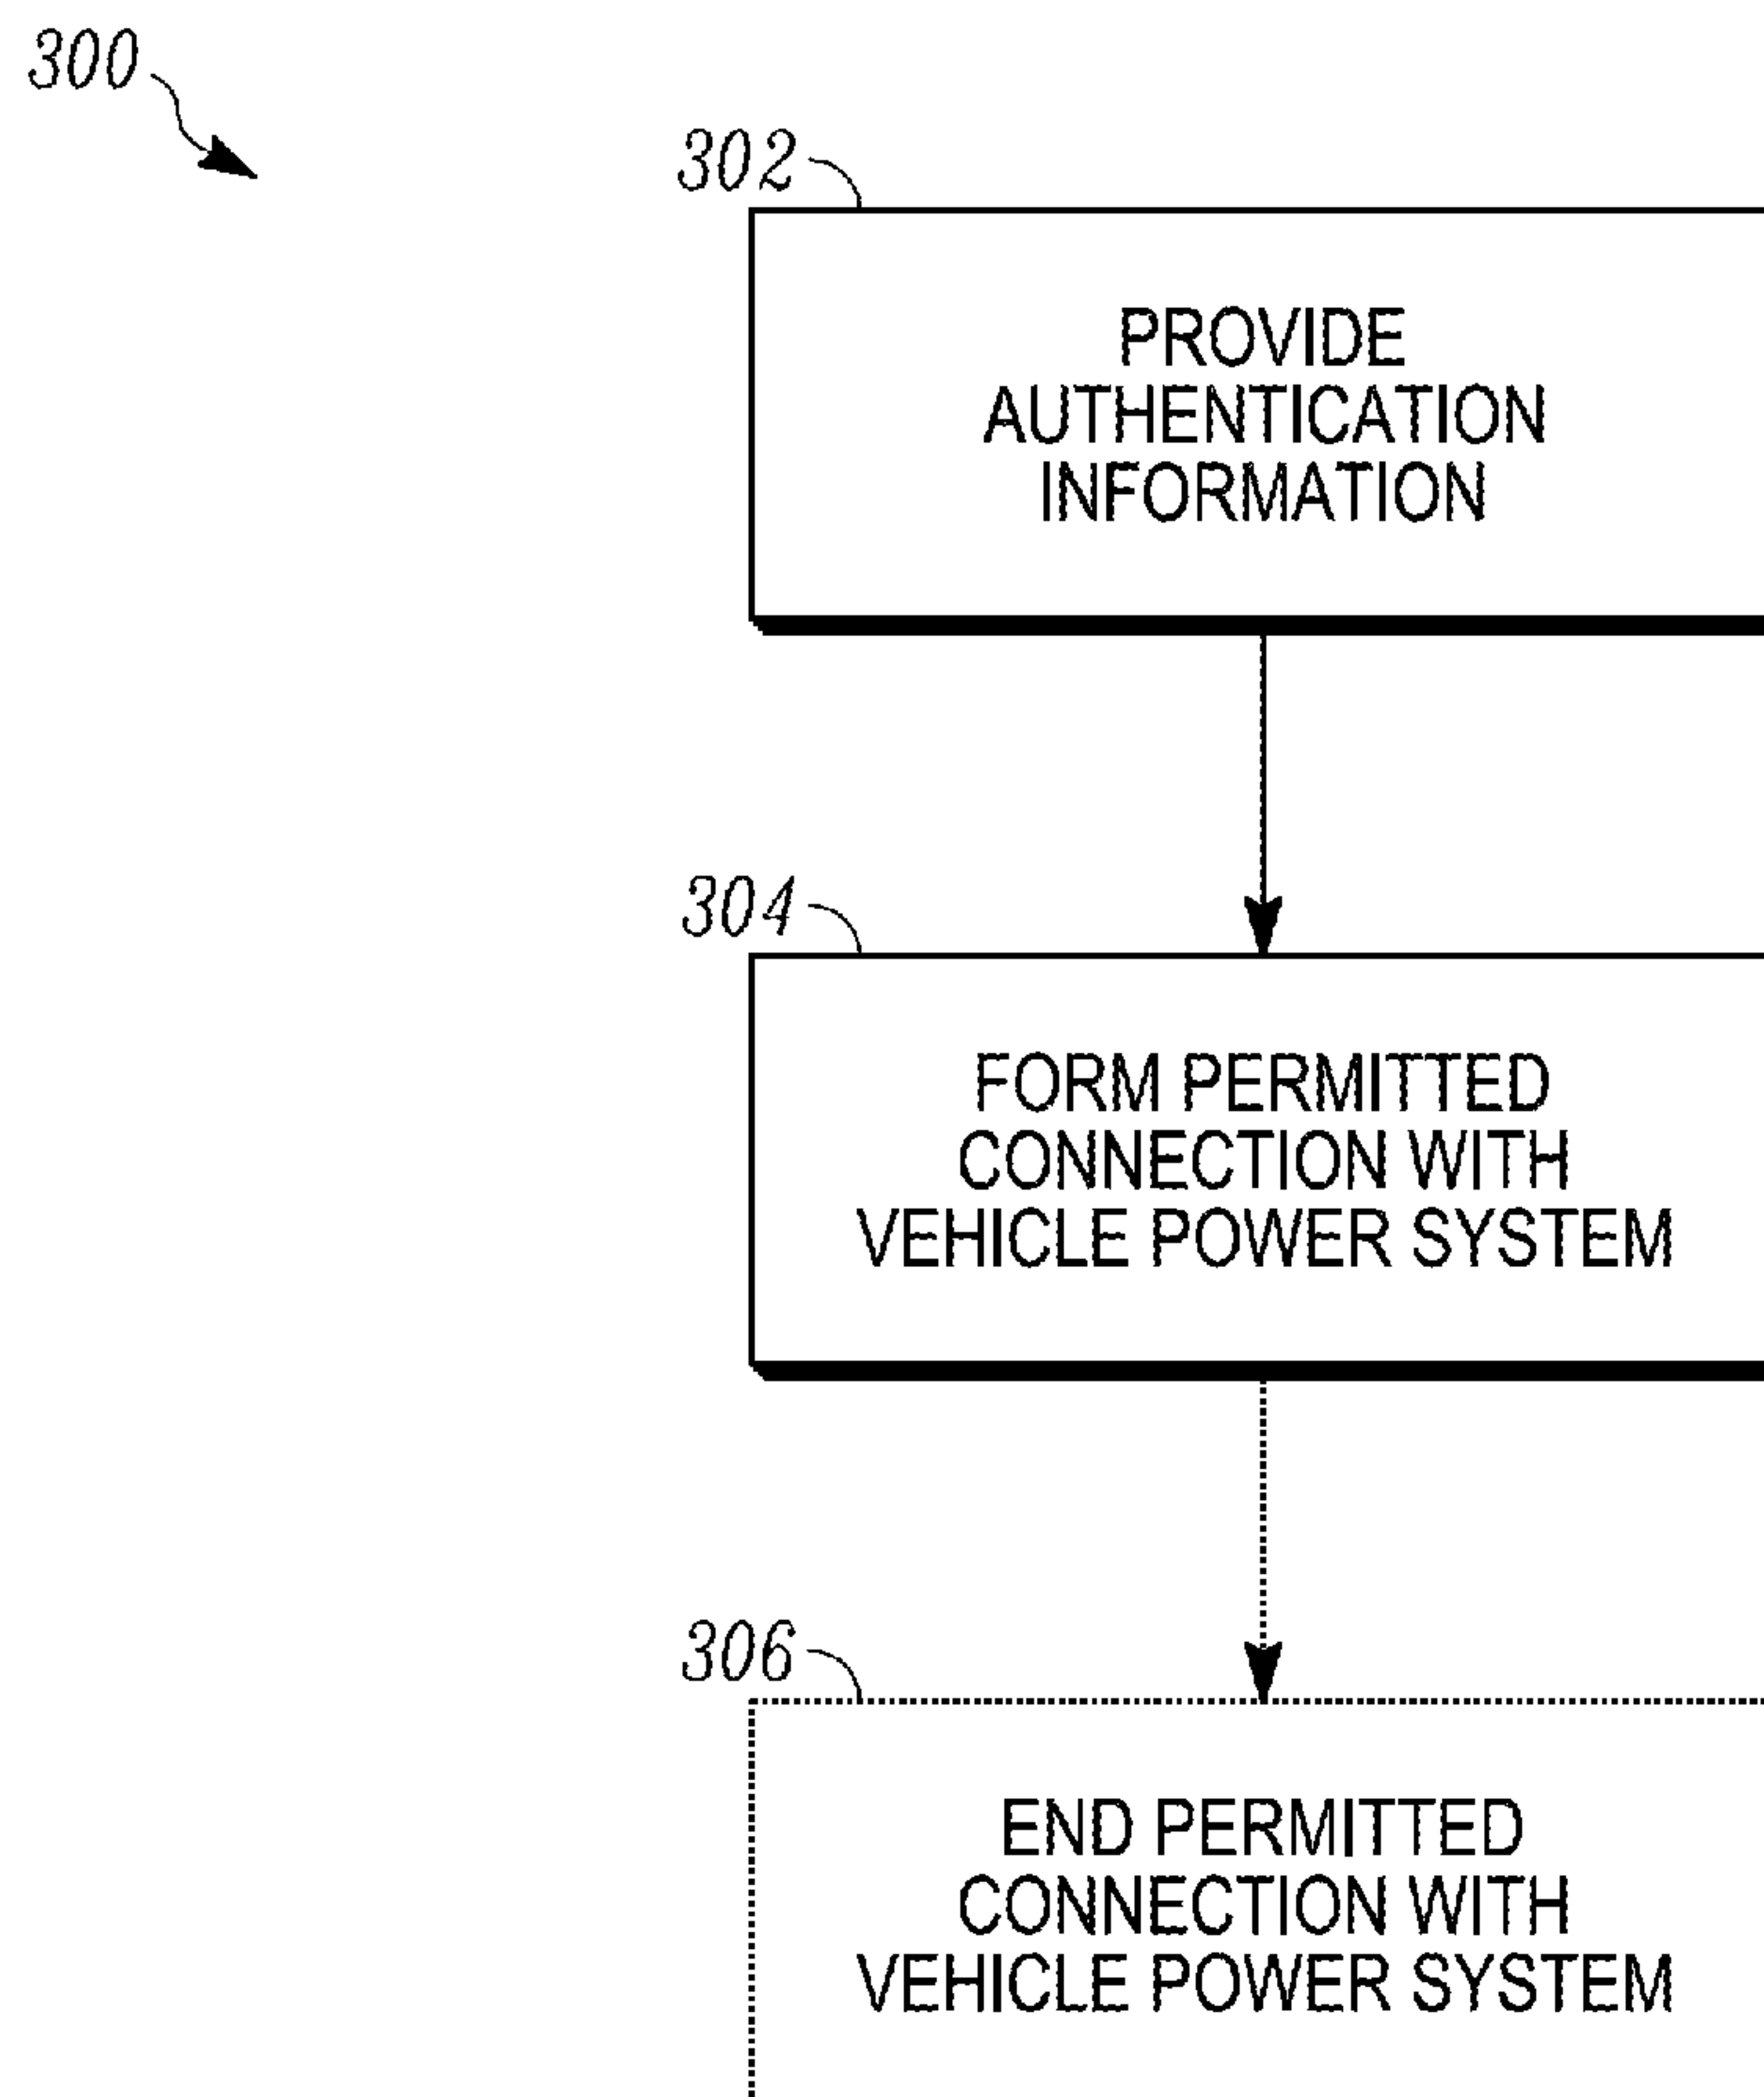 300
302
PROVIDE
AUTHENTICATION
INFORMATION
304
FORM PERMITTED
CONNECTION WITH
VEHICLE POWER SYSTEM
306
END PERMITTED
CONNECTION WITH
VEHICLE POWER SYSTEM